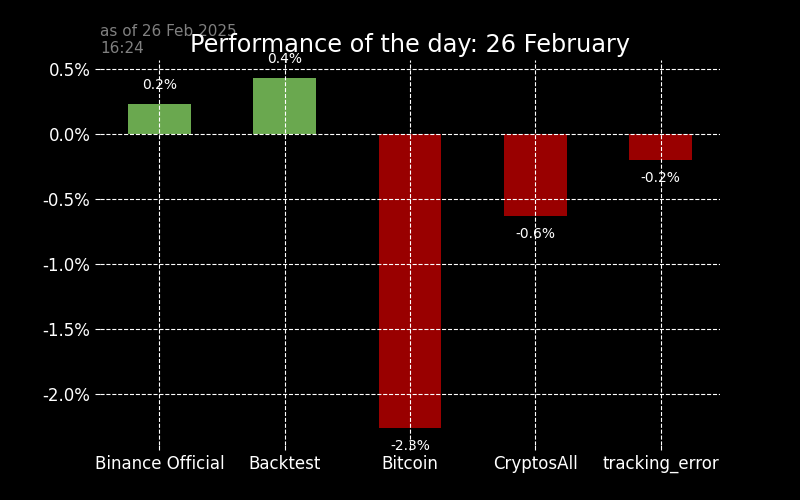 as of 26 Feb 2025
16:24
Performance of the day: 26 February
0.5%
0.0%
-0.5%
-1.0%
-1.5%
-2.0%
0.2%
0.4%
-2.3%
-0.6%
-0.2%
Binance Official
Backtest
Bitcoin
CryptosAll
tracking_error